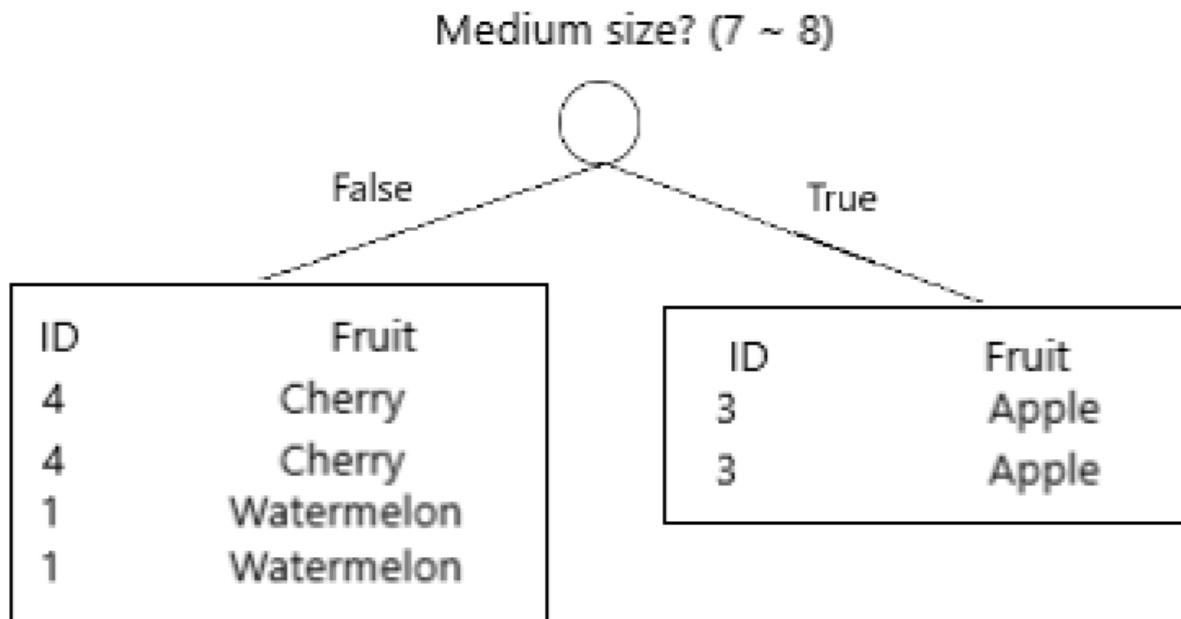 Medium size? (7 ~ 8)
False
True
ID Fruit
4 Cherry
4 Cherry
1 Watermelon
1 Watermelon
ID Fruit
3 Apple
3 Apple